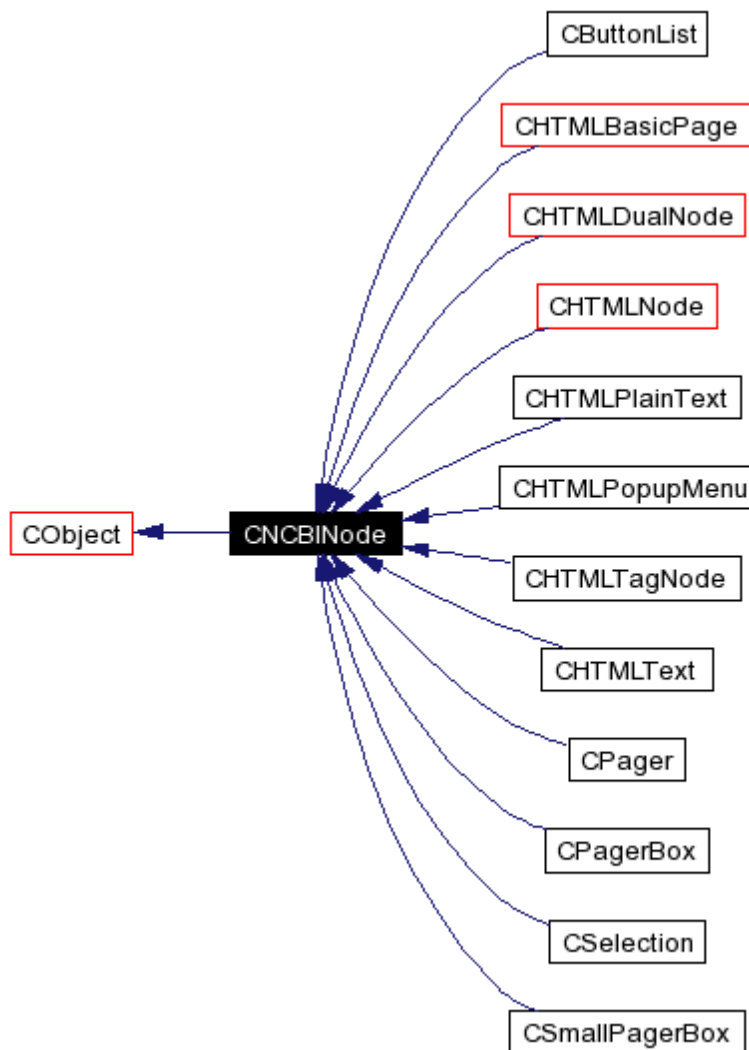 CButtonList
CHTMLBasicPage
CHTMLDualNode
CHTMLNode
CHTMLPlainText
CHTMLPopupMenu
CObject
CNCBINode
CHTMLTagNode
CHTMLText
CPager
CPagerBox
CSelection
CSmallPagerBox